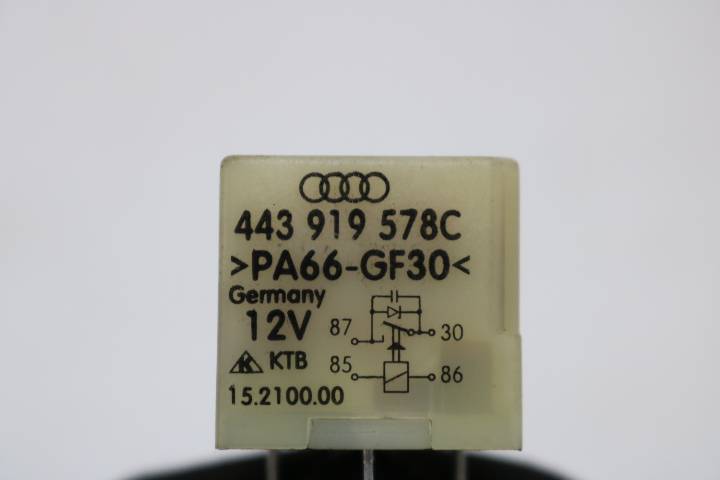 443 919 578C
>PA66-GF30<
Germany
12V
87 30
K KTB
85 86
15.2100.00